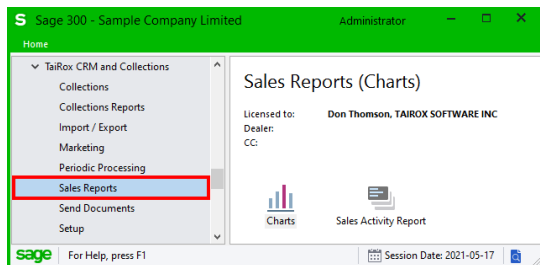 S Sage 300 - Sample Company Limited Administrator
Home
TaiRox CRM and Collections
Collections
Collections Reports
Import / Export
Marketing
Periodic Processing
Sales Reports
Send Documents
Setup
Sales Reports (Charts)
Licensed to: Don Thomson, TAIROX SOFTWARE INC
Dealer:
CC:
Charts Sales Activity Report
sage For Help, press F1 Session Date: 2021-05-17